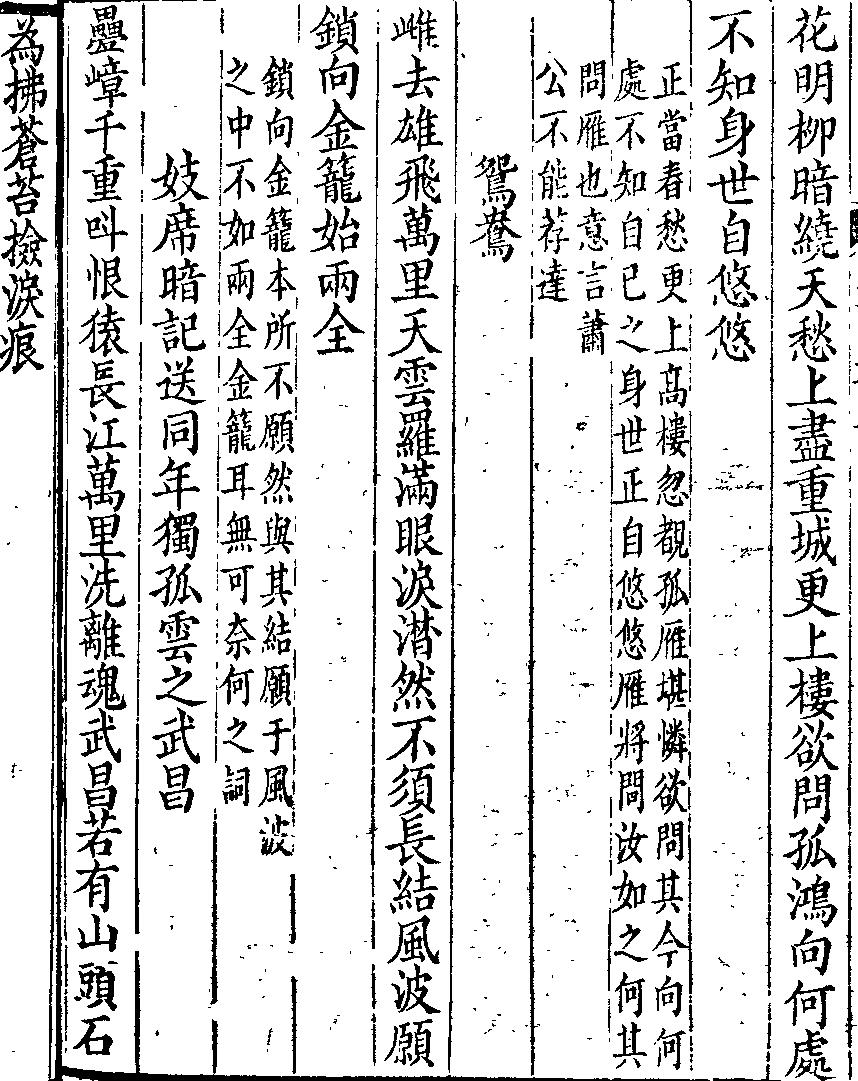 花明柳暗繞天愁上盡重城更上樓欲問孤鴻向何處
不知身世自悠悠
正當春愁更上高樓忽覩孤雁堪憐欲問其今向何
處不知自已之身世正自悠悠雁將問汝如之何其
問雁也意言蕭
公不能荐達
鴛鴦
雌去雄飛萬里天雲羅滿眼淚潸然不須長結風波願
鎖向金籠始兩全
鎖向金籠本所不願然與其結願于風波
之中不如兩全金籠耳無可奈何之詞
妓席暗記送同年獨孤雲之武昌
疊嶂千重叫恨猿長江萬里洗離魂武昌若有山頭石
為拂蒼苔撿淚痕